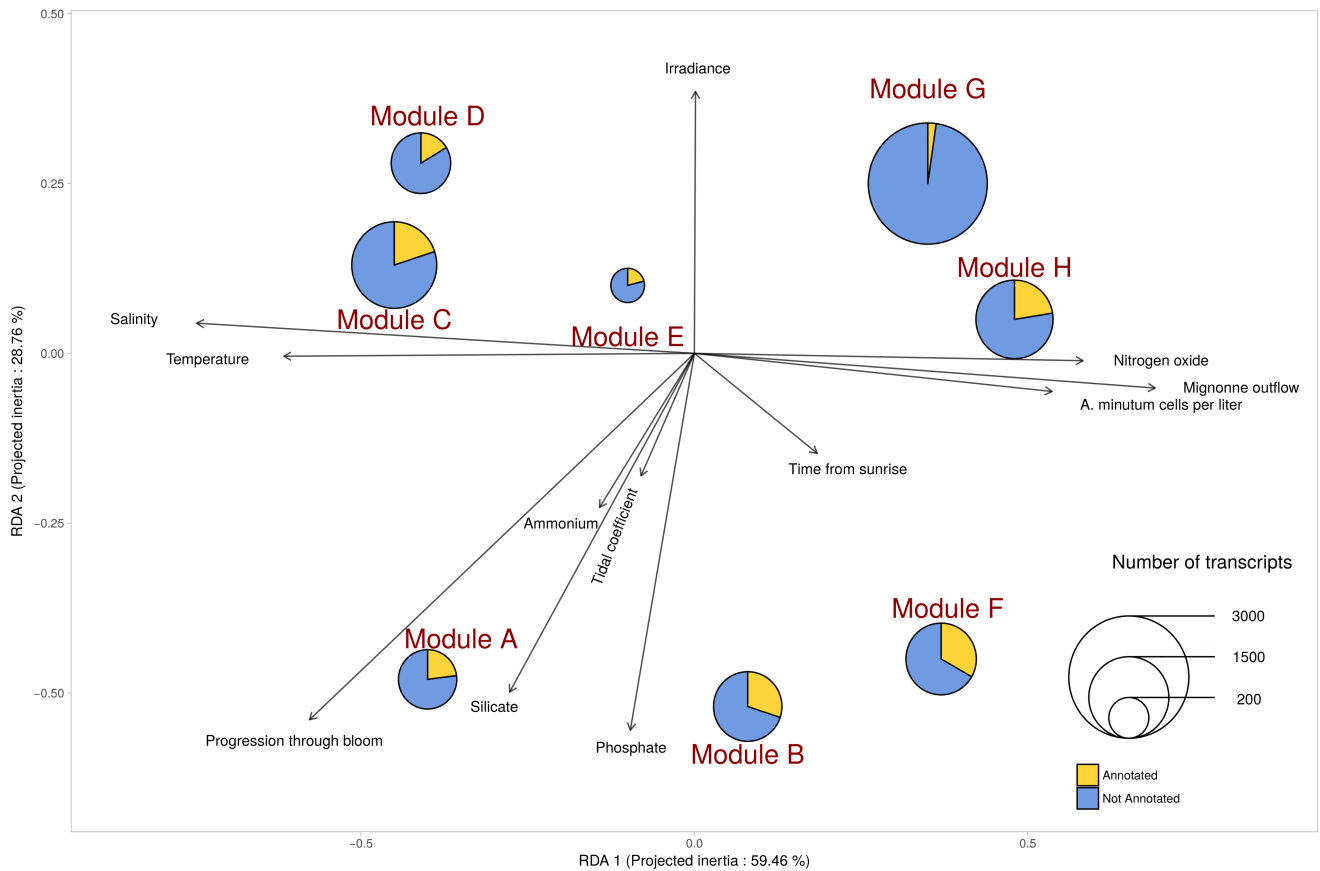 0.50
0.25
0.00
−0.25
−0.50
RDA 2 (Projected inertia : 28.76 %)
Irradiance
Module G
Module D
Module H
Module C
Module E
Salinity
Temperature
Nitrogen oxide
Mignonne outflow
A. minutum cells per liter
Time from sunrise
Ammonium
Tidal coefficient
Module F
Module A
Silicate
Progression through bloom
Phosphate
Module B
Number of transcripts
3000
1500
200
Annotated
Not Annotated
−0.5
0.0
0.5
RDA 1 (Projected inertia : 59.46 %)